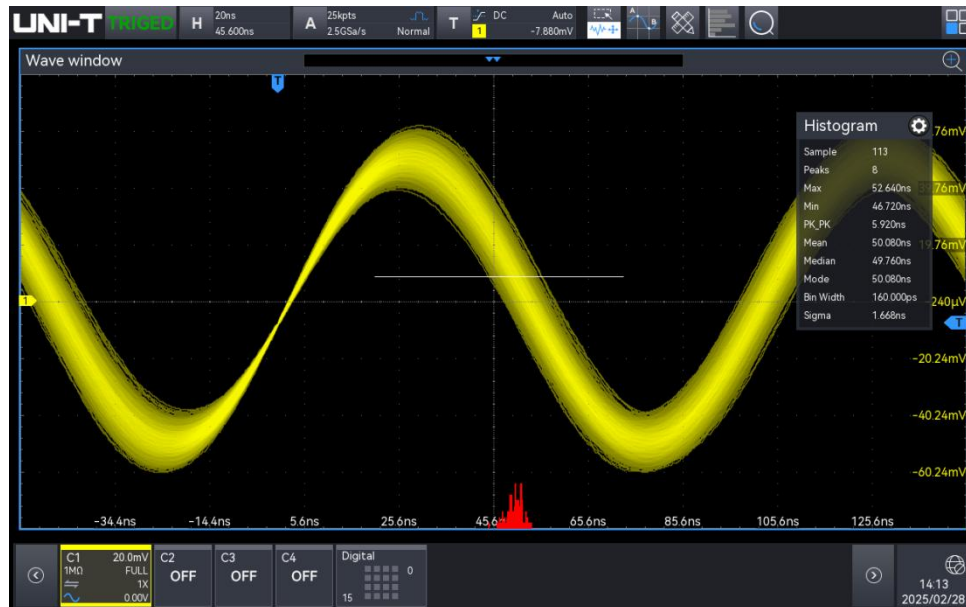 UNI-T TRIGED H 20ns 45.600ns A 25kpts 2.5GSa/s Normal T 1 DC Auto -7.880mV
Wave window
T
Histogram
Sample 113
Peaks 8
Max 52.640ns
Min 46.720ns
PK_PK 5.920ns
Mean 50.080ns
Median 49.760ns
Mode 50.080ns
Bin Width 160.000ps
Sigma 1.668ns
1
T
-20.24mV
-40.24mV
-60.24mV
-34.4ns -14.4ns 5.6ns 25.6ns 45.6 65.6ns 85.6ns 105.6ns 125.6ns
C1 20.0mV
1MΩ FULL
1X
0.00V
C2 OFF
C3 OFF
C4 OFF
Digital
0
15
14:13
2025/02/28